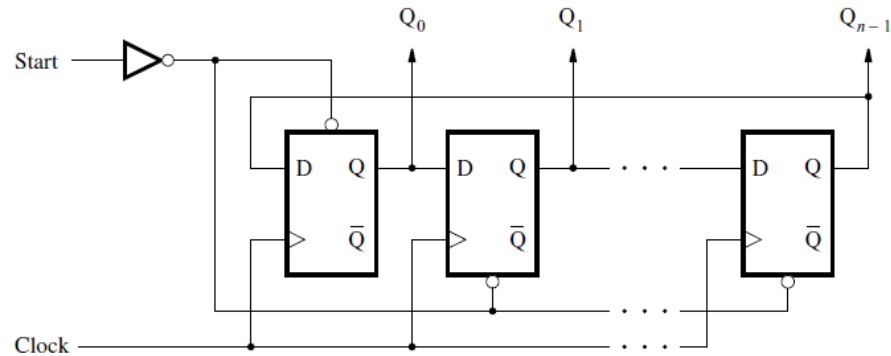 Q0 Q1 Qn−1
Start
D Q D Q D Q
Q̅ Q̅ Q̅
Clock